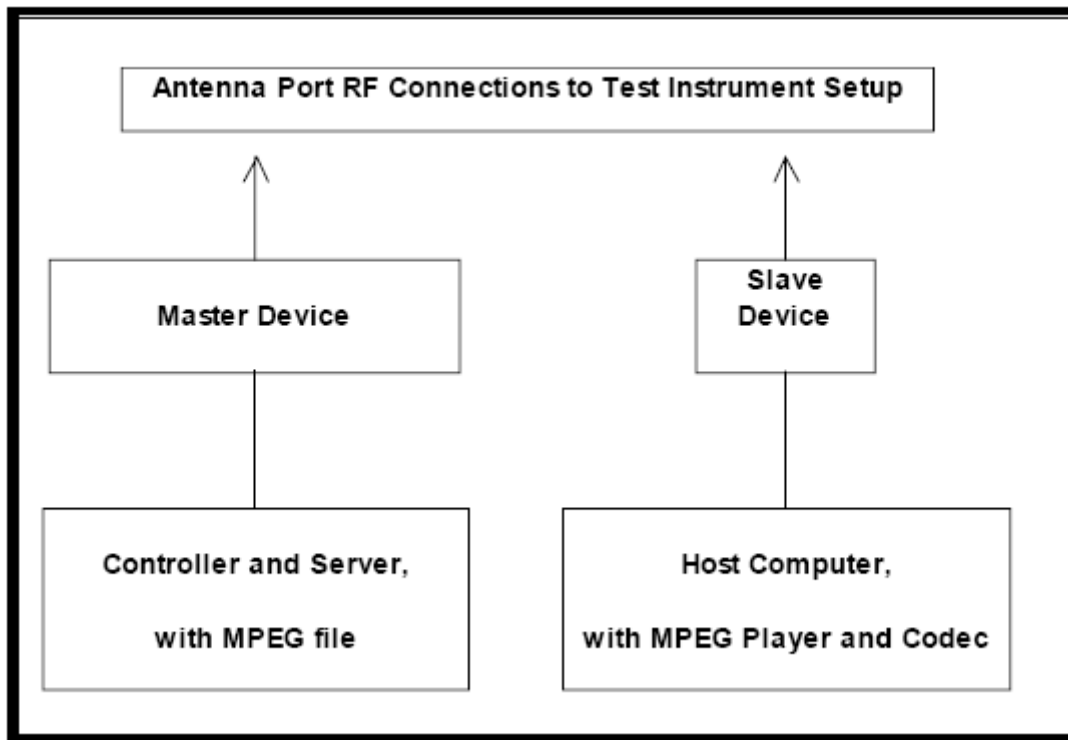 Antenna Port RF Connections to Test Instrument Setup
Master Device
Slave
Device
Controller and Server,
with MPEG file
Host Computer,
with MPEG Player and Codec